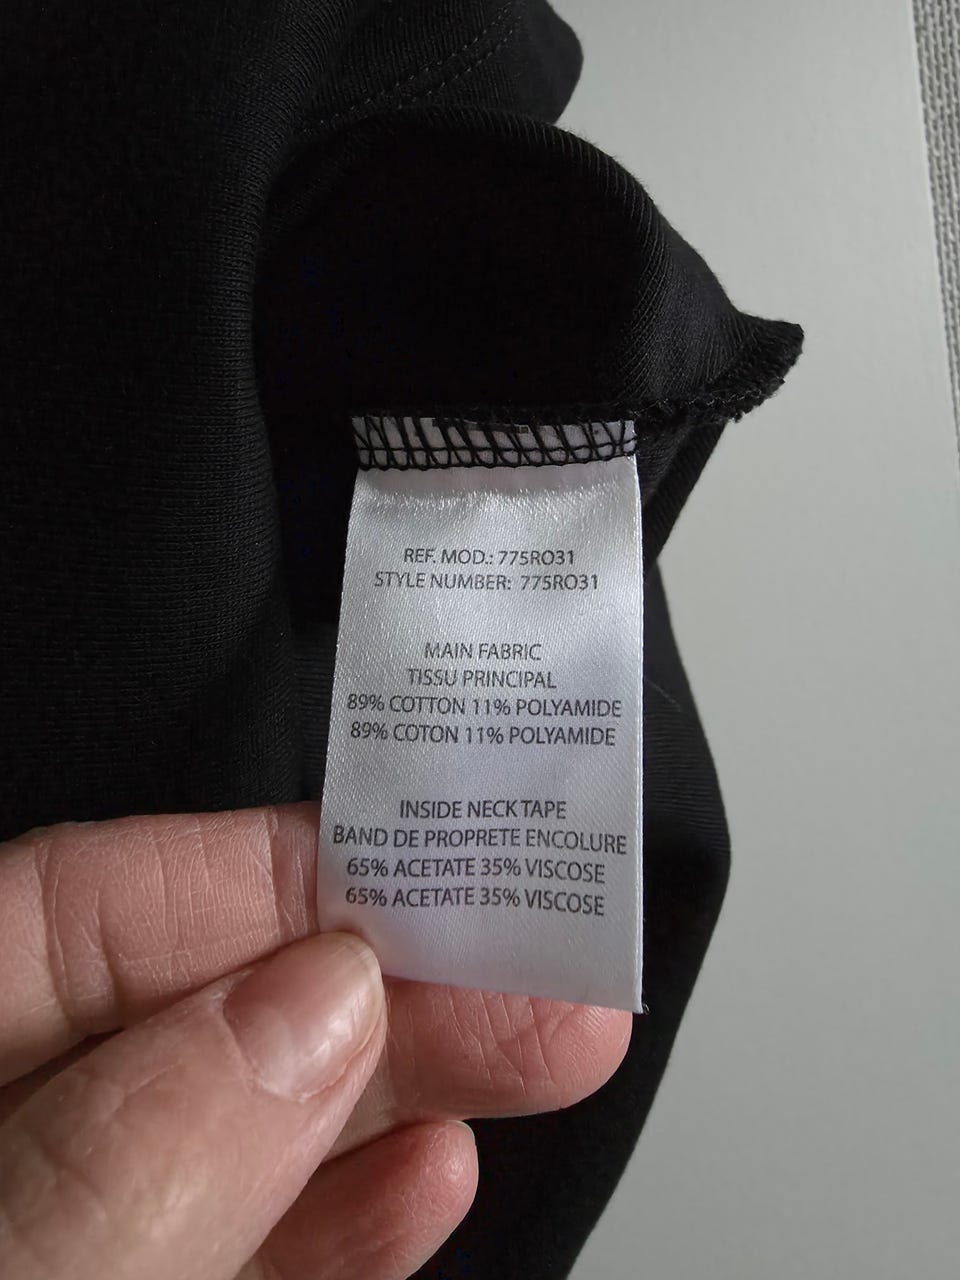 REF. MOD.: 775RO31
STYLE NUMBER: 775RO31
MAIN FABRIC
TISSU PRINCIPAL
89% COTTON 11% POLYAMIDE
89% COTON 11% POLYAMIDE
INSIDE NECK TAPE
BAND DE PROPRETE ENCOLURE
65% ACETATE 35% VISCOSE
65% ACETATE 35% VISCOSE